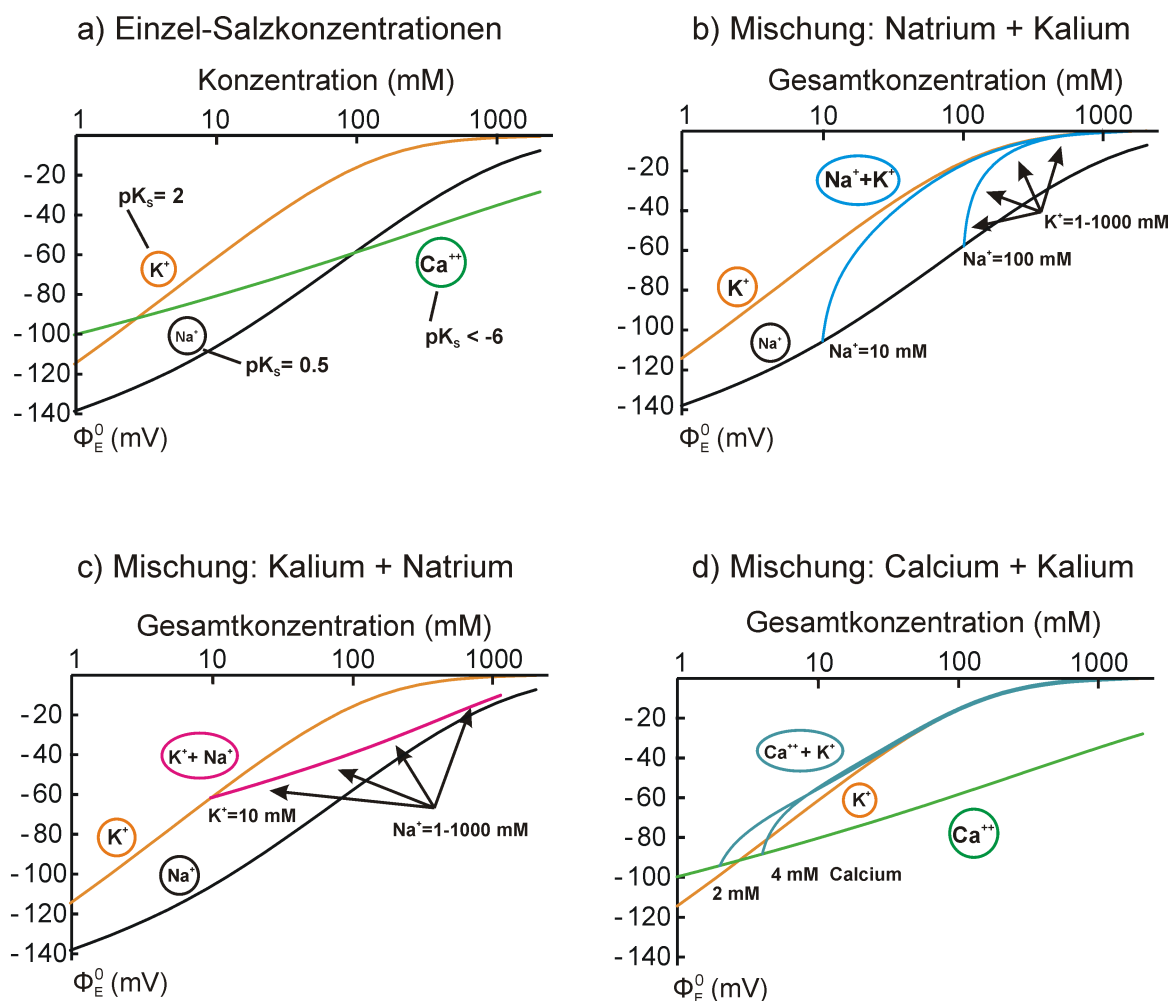 a) Einzel-Salzkonzentrationen
Konzentration (mM)
1 10 100 1000
-20
-40
-60
-80
-100
-120
-140
pKs= 2
K+
Ca++
pKs < -6
Na+
pKs= 0.5
Φ0E (mV)
b) Mischung: Natrium + Kalium
Gesamtkonzentration (mM)
1 10 100 1000
-20
-40
-60
-80
-100
-120
-140
Na++K+
K+=1-1000 mM
Na+=100 mM
K+
Na+
Na+=10 mM
Φ0E (mV)
c) Mischung: Kalium + Natrium
Gesamtkonzentration (mM)
1 10 100 1000
-20
-40
-60
-80
-100
-120
-140
K++ Na+
K+=10 mM
Na+=1-1000 mM
K+
Na+
Φ0E (mV)
d) Mischung: Calcium + Kalium
Gesamtkonzentration (mM)
1 10 100 1000
-20
-40
-60
-80
-100
-120
-140
Ca+++ K+
K+
Ca++
4 mM Calcium
2 mM
Φ0E (mV)